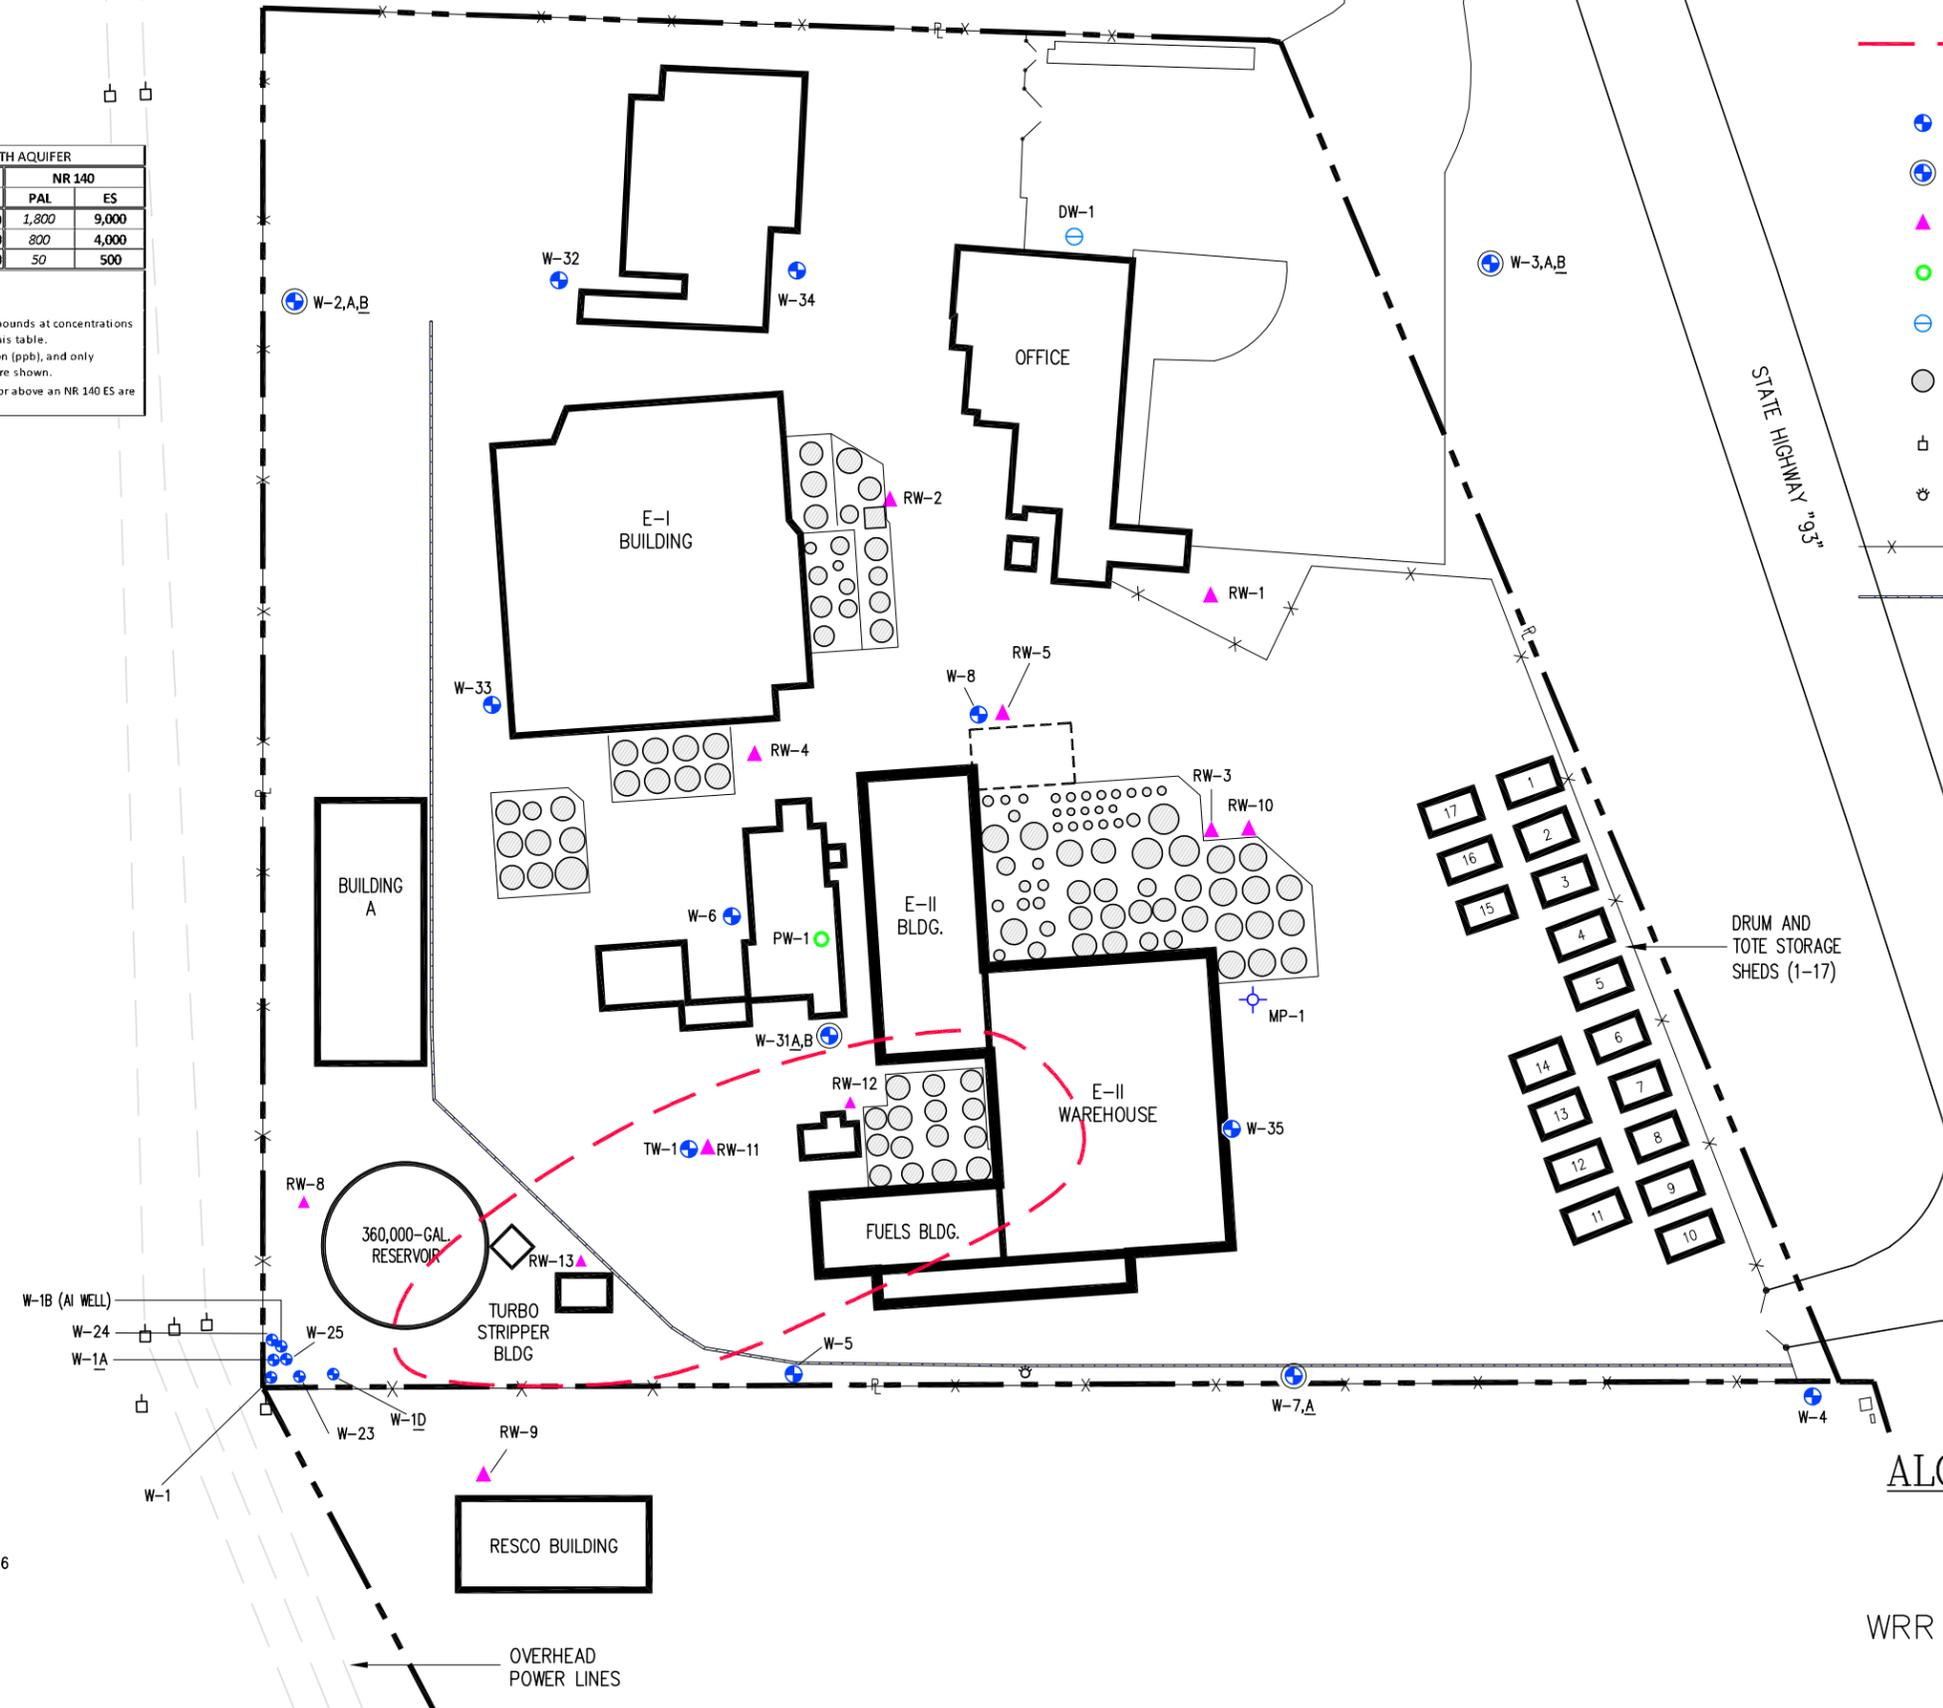 TH AQUIFER
NR 140
PAL ES
1,800 9,000
800 4,000
50 500
ounds at concentrations
is table.
n (ppb), and only
re shown.
or above an NR 140 ES are
PL
DW-1
W-32
W-34
W-2,A,B
W-3,A,B
OFFICE
STATE HIGHWAY "93"
E-I
BUILDING
RW-2
RW-1
PL
RW-5
W-8
W-33
RW-4
PL
RW-3
RW-10
1
17
2
16
3
15
4
5
6
7
8
9
10
14
13
12
11
DRUM AND
TOTE STORAGE
SHEDS (1-17)
BUILDING
A
E-II
BLDG.
W-6
PW-1
MP-1
W-31A,B
RW-12
E-II
WAREHOUSE
W-35
TW-1
RW-11
RW-8
360,000-GAL.
RESERVOIR
FUELS BLDG.
RW-13
TURBO
STRIPPER
BLDG
W-1B (AI WELL)
W-24
W-25
W-1A
W-5
PL
W-7,A
W-4
W-1D
W-23
RW-9
W-1
RESCO BUILDING
OVERHEAD
POWER LINES
6
WRR